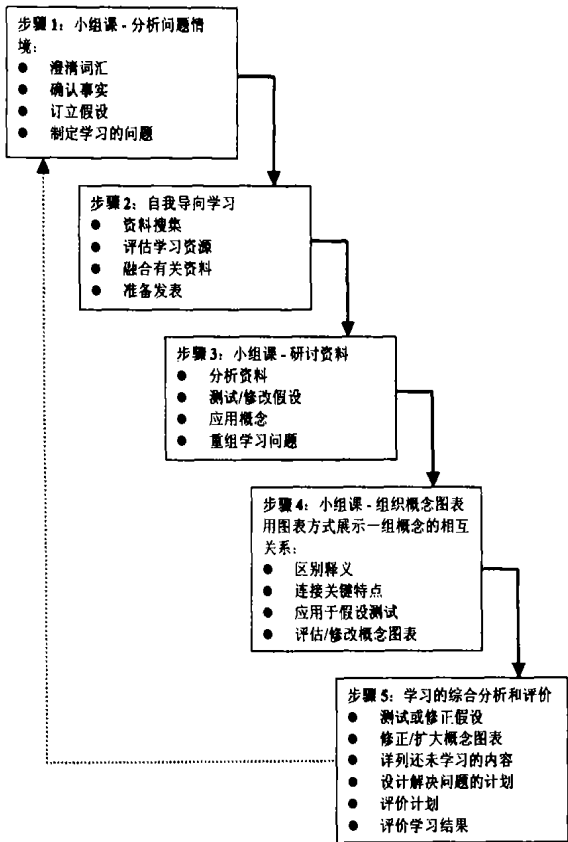 步骤 1：小组课 - 分析问题情
境：
● 澄清词汇
● 确认事实
● 订立假设
● 制定学习的问题
步骤 2：自我导向学习
● 资料搜集
● 评估学习资源
● 融合有关资料
● 准备发表
步骤 3：小组课 - 研讨资料
● 分析资料
● 测试/修改假设
● 应用概念
● 重组学习问题
步骤 4：小组课 - 组织概念图表
用图表方式展示一组概念的相互
关系：
● 区别释义
● 连接关键特点
● 应用于假设测试
● 评估/修改概念图表
步骤 5：学习的综合分析和评价
● 测试或修正假设
● 修正/扩大概念图表
● 详列还未学习的内容
● 设计解决问题的计划
● 评价计划
● 评价学习结果